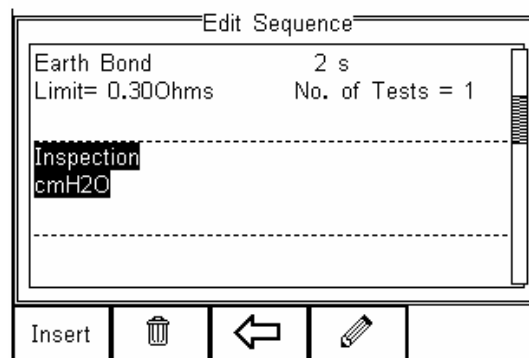 Edit Sequence
Earth Bond 2 s
Limit= 0.30Ohms No. of Tests = 1
Inspection
cmH2O
Insert